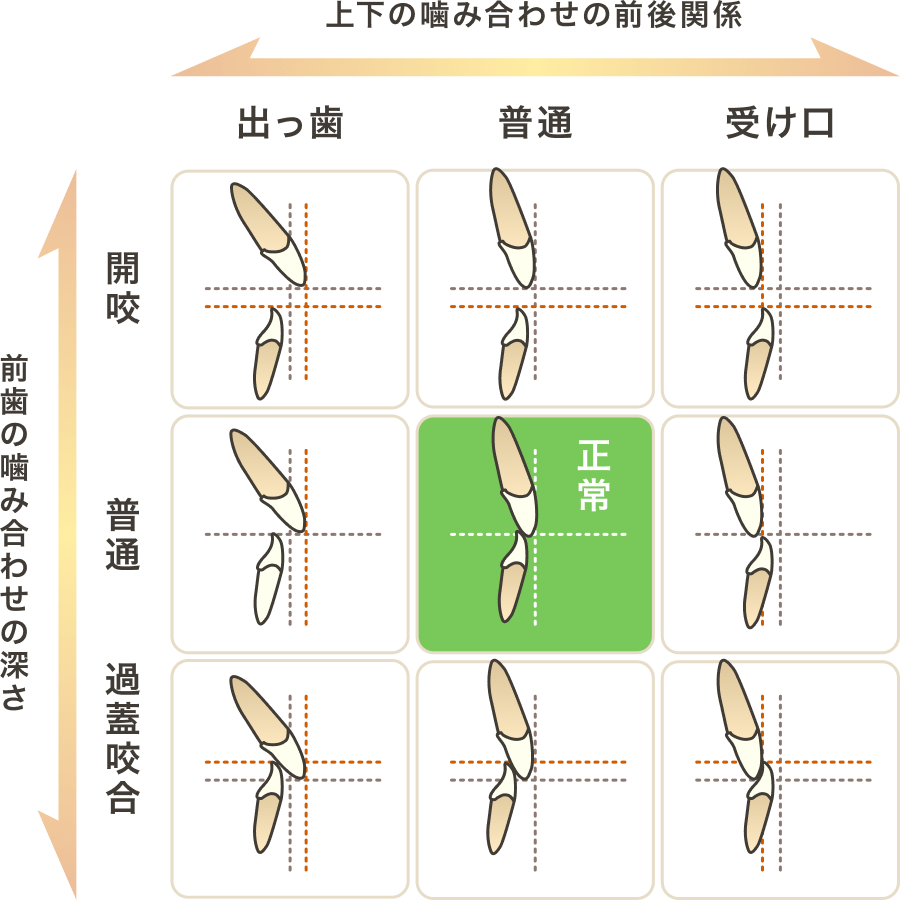 上下の噛み合わせの前後関係
出っ歯
普通
受け口
前歯の噛み合わせの深さ
開咬
普通
正常
過蓋咬合